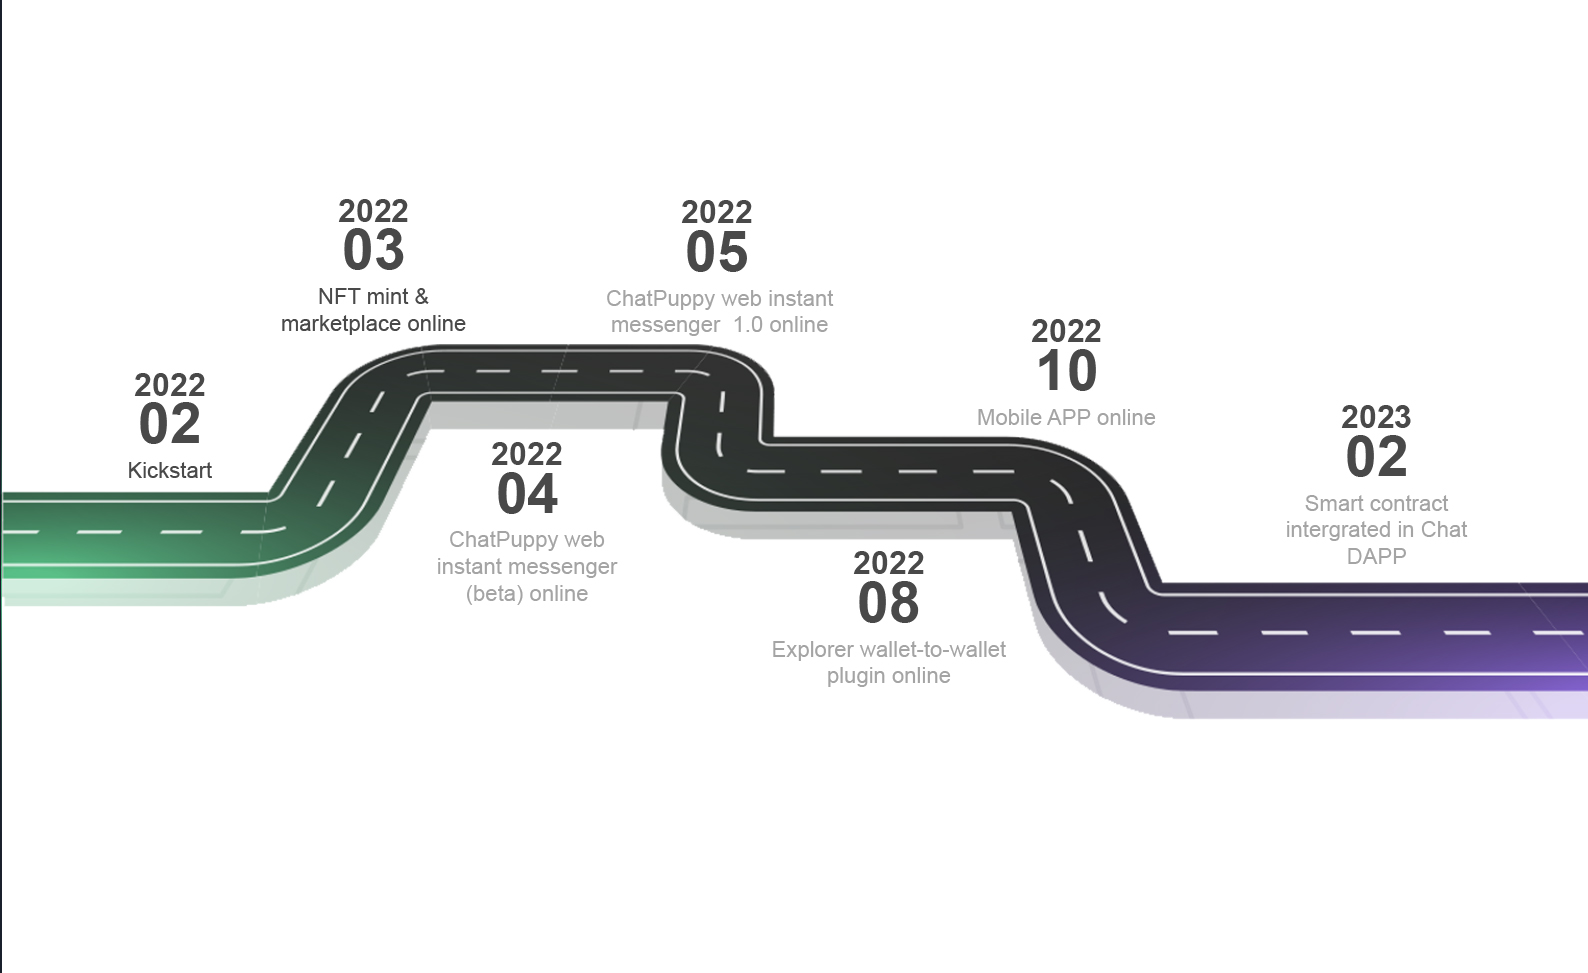 2022
02
Kickstart
2022
03
NFT mint &
marketplace online
2022
04
ChatPuppy web
instant messenger
(beta) online
2022
05
ChatPuppy web instant
messenger  1.0 online
2022
08
Explorer wallet-to-wallet
plugin online
2022
10
Mobile APP online
2023
02
Smart contract
intergrated in Chat
DAPP